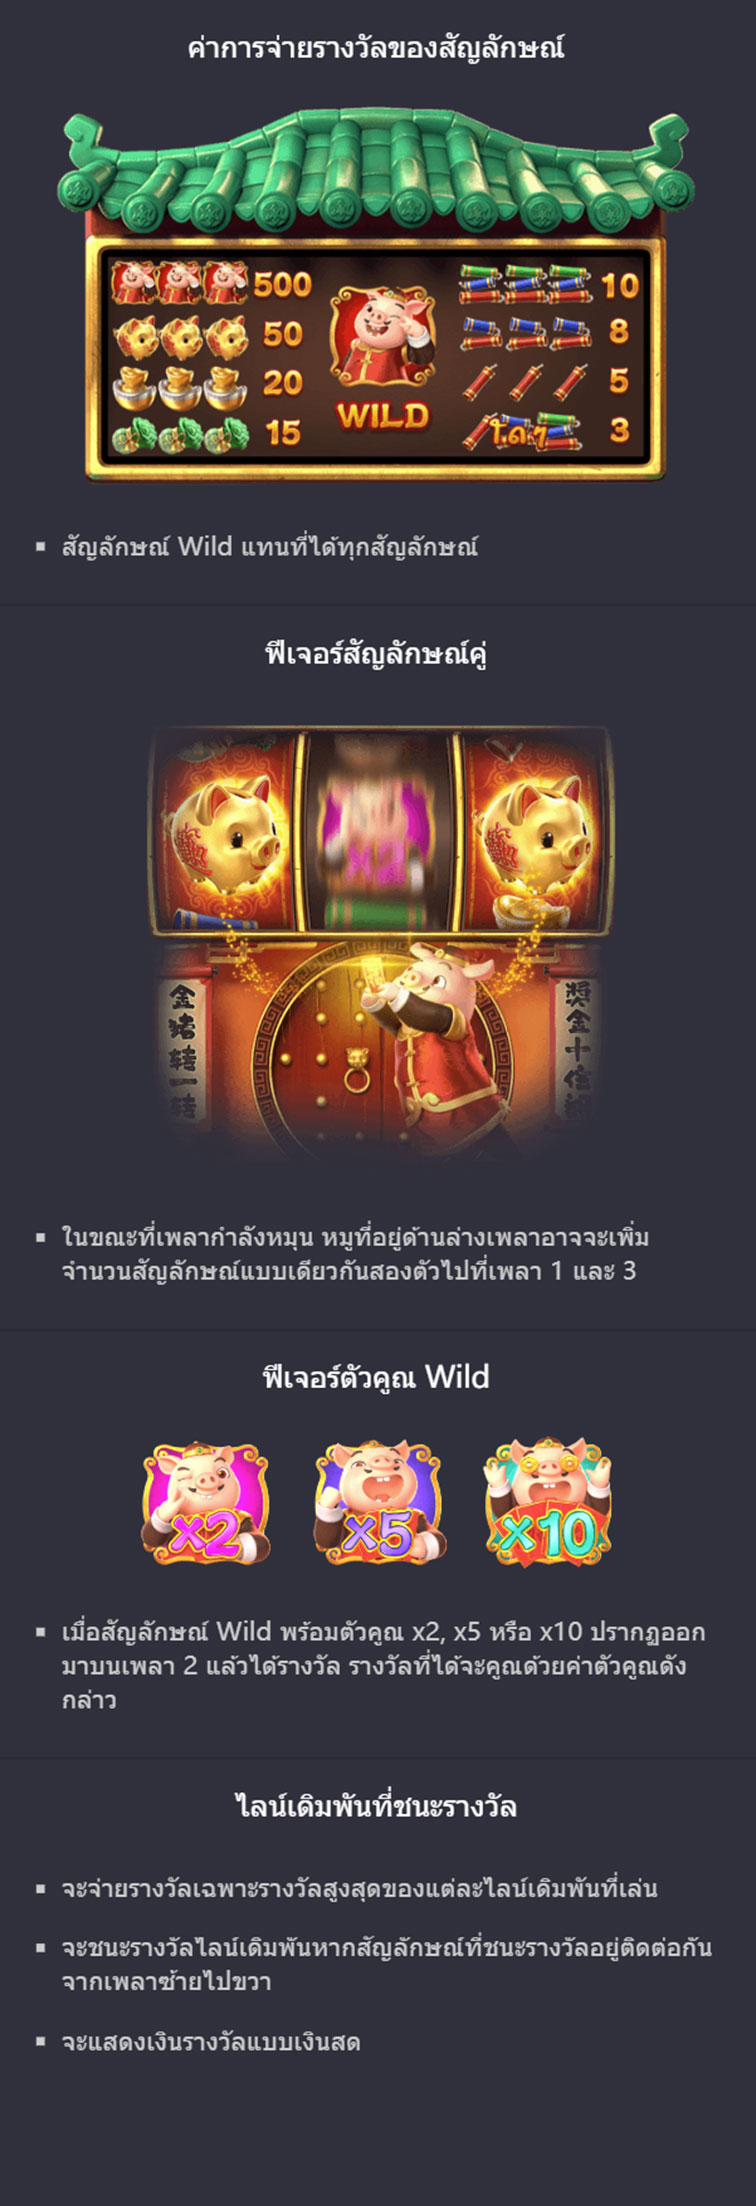 ค่าการจ่ายรางวัลของสัญลักษณ์
500
10
50
8
20
5
WILD
15
ใดๆ
3
สัญลักษณ์ Wild แทนที่ได้ทุกสัญลักษณ์
ฟีเจอร์สัญลักษณ์คู่
x2
金猪转一转
奖金十倍
ในขณะที่เพลากำลังหมุน หมูที่อยู่ด้านล่างเพลาอาจจะเพิ่ม
จำนวนสัญลักษณ์แบบเดียวกันสองตัวไปที่เพลา 1 และ 3
ฟีเจอร์ตัวคูณ Wild
x2
x5
x10
เมื่อสัญลักษณ์ Wild พร้อมตัวคูณ x2, x5 หรือ x10 ปรากฏออก
มาบนเพลา 2 แล้วได้รางวัล รางวัลที่ได้จะคูณด้วยค่าตัวคูณดัง
กล่าว
ไลน์เดิมพันที่ชนะรางวัล
จะจ่ายรางวัลเฉพาะรางวัลสูงสุดของแต่ละไลน์เดิมพันที่เล่น
จะชนะรางวัลไลน์เดิมพันหากสัญลักษณ์ที่ชนะรางวัลอยู่ติดต่อกัน
จากเพลาซ้ายไปขวา
จะแสดงเงินรางวัลแบบเงินสด